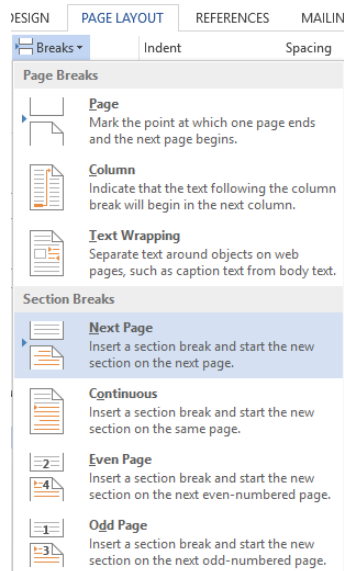 DESIGN PAGE LAYOUT REFERENCES MAILIN
Breaks Indent Spacing
Page Breaks
Page
Mark the point at which one page ends
and the next page begins.
Column
Indicate that the text following the column
break will begin in the next column.
Text Wrapping
Separate text around objects on web
pages, such as caption text from body text.
Section Breaks
Next Page
Insert a section break and start the new
section on the next page.
Continuous
Insert a section break and start the new
section on the same page.
Even Page
2
Insert a section break and start the new
4
section on the next even-numbered page.
Odd Page
1
Insert a section break and start the new
3
section on the next odd-numbered page.